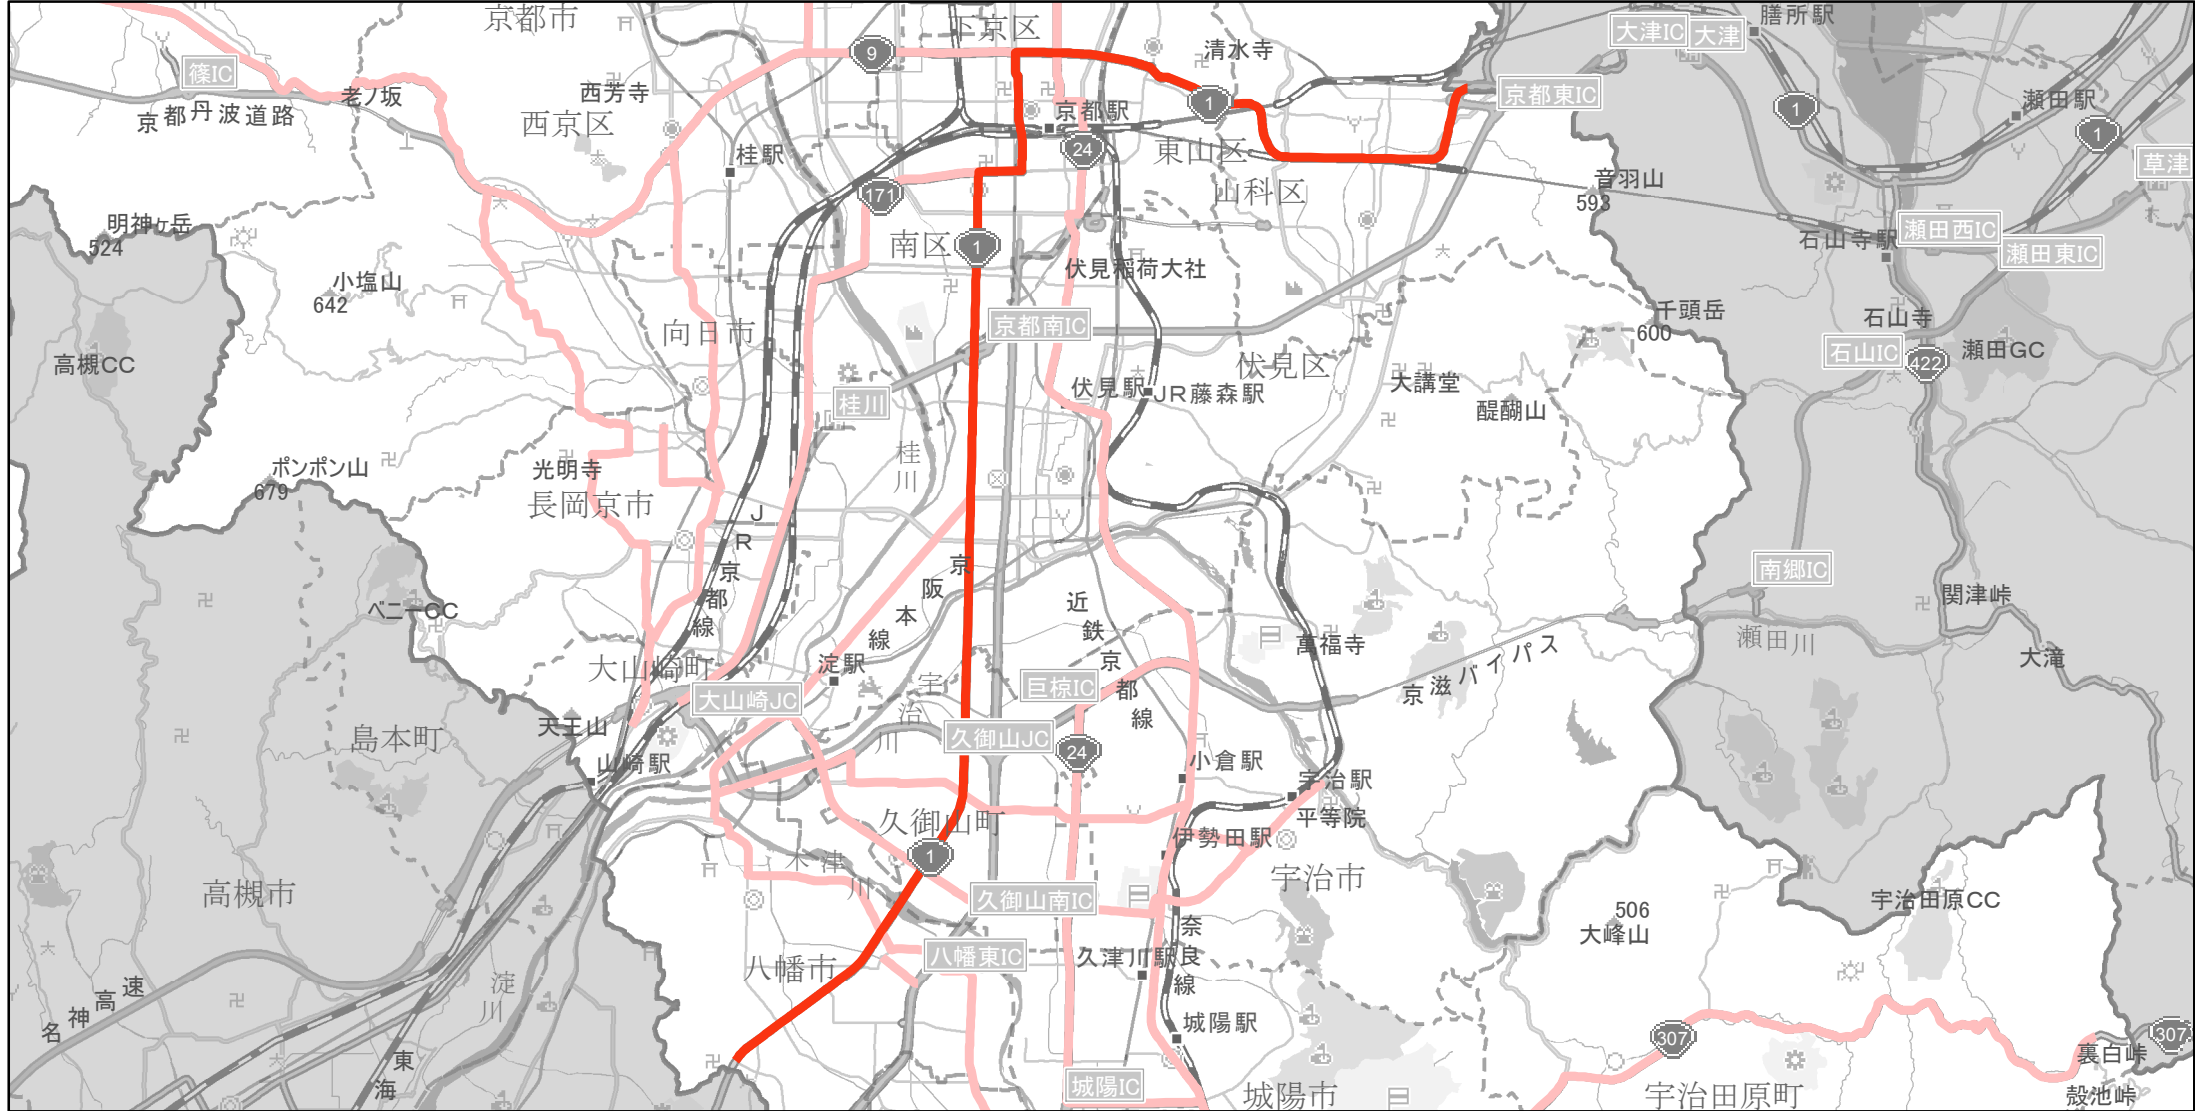 京都市
下京区
膳所駅
大津IC
大津
9
清水寺
篠IC
老ノ坂
西芳寺
京都東IC
1
1
瀬田駅
京都丹波道路
西京区
京都駅
1
24
東山区
桂駅
草津
171
山科区
音羽山
593
明神ヶ岳
524
南区
1
石山寺駅
瀬田西IC
瀬田東IC
小塩山
642
伏見稲荷大社
向日市
京都南IC
千頭岳
600
石山寺
高槻CC
伏見区
石山IC
422
瀬田GC
桂川
伏見駅
JR藤森駅
大講堂
醍醐山
桂川
ポンポン山
679
光明寺
長岡京市
JR京都線
京阪本線
南郷IC
ベニーCC
近鉄京都線
関津峠
瀬田川
萬福寺
大山崎町
淀駅
京滋バイパス
大滝
大山崎JC
宇治川
巨椋IC
天王山
島本町
久御山JC
24
山崎駅
小倉駅
宇治駅
久御山町
平等院
伊勢田駅
1
木津川
宇治市
高槻市
久御山南IC
宇治田原CC
506
大峰山
奈良線
八幡市
八幡東IC
久津川駅
淀川
名神高速
城陽駅
307
307
裏白峠
東海
城陽IC
城陽市
宇治田原町
殻池峠